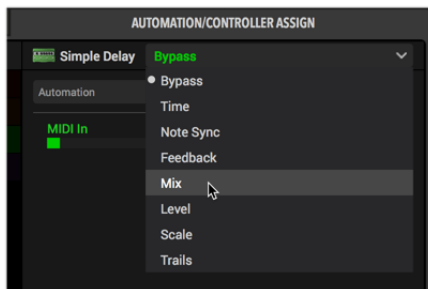 AUTOMATION/CONTROLLER ASSIGN
Simple Delay Bypass
Bypass
Automation
Time
MIDI In
Note Sync
Feedback
Mix
Level
Scale
Trails